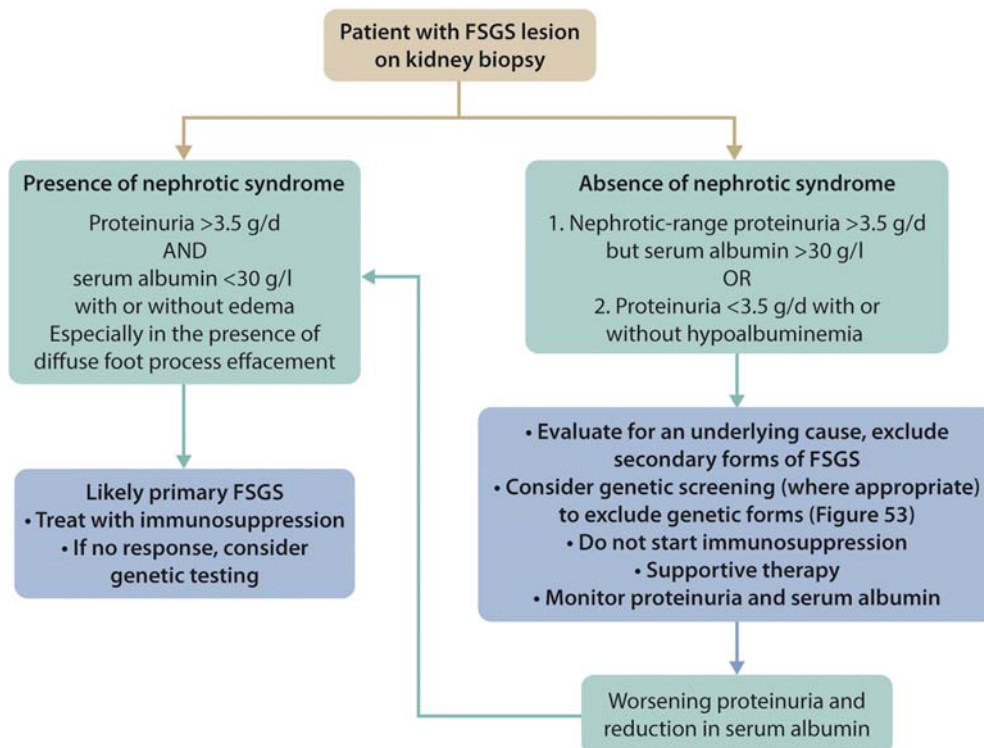 Patient with FSGS lesion
on kidney biopsy
Presence of nephrotic syndrome
Proteinuria >3.5 g/d
AND
serum albumin <30 g/l
with or without edema
Especially in the presence of
diffuse foot process effacement
Absence of nephrotic syndrome
1. Nephrotic-range proteinuria >3.5 g/d
but serum albumin >30 g/l
OR
2. Proteinuria <3.5 g/d with or
without hypoalbuminemia
Likely primary FSGS
• Treat with immunosuppression
• If no response, consider
genetic testing
• Evaluate for an underlying cause, exclude
secondary forms of FSGS
• Consider genetic screening (where appropriate)
to exclude genetic forms (Figure 53)
• Do not start immunosuppression
• Supportive therapy
• Monitor proteinuria and serum albumin
Worsening proteinuria and
reduction in serum albumin